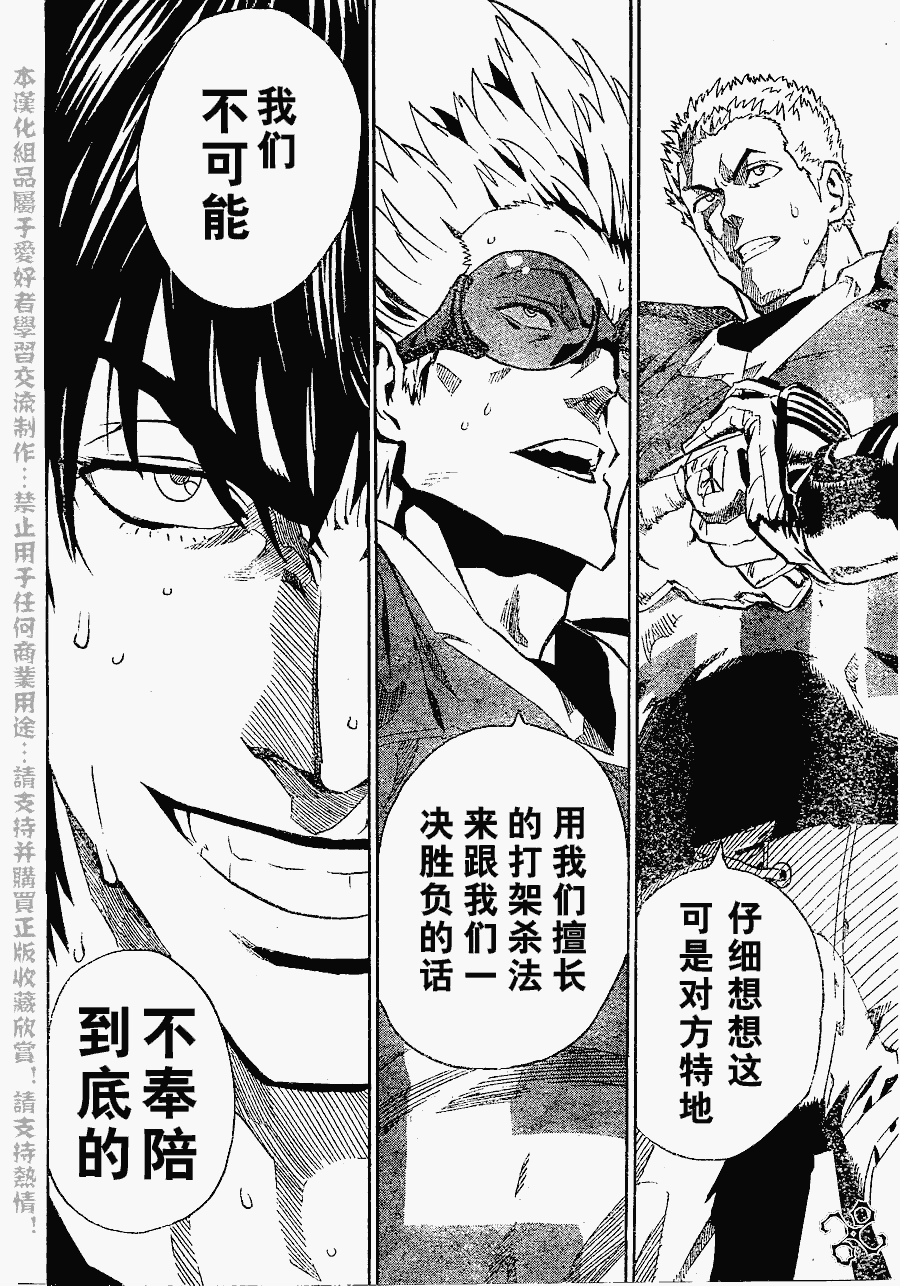 仔细想想这
可是对方特地
用我们擅长
的打架杀法
来跟我们一
决胜负的话
我们
不可能
不奉陪
到底的
本漢化組品屬于愛好者學習交流制作…禁止用于任何商業用途…請支持并購買正版收藏欣賞！請支持熱情！